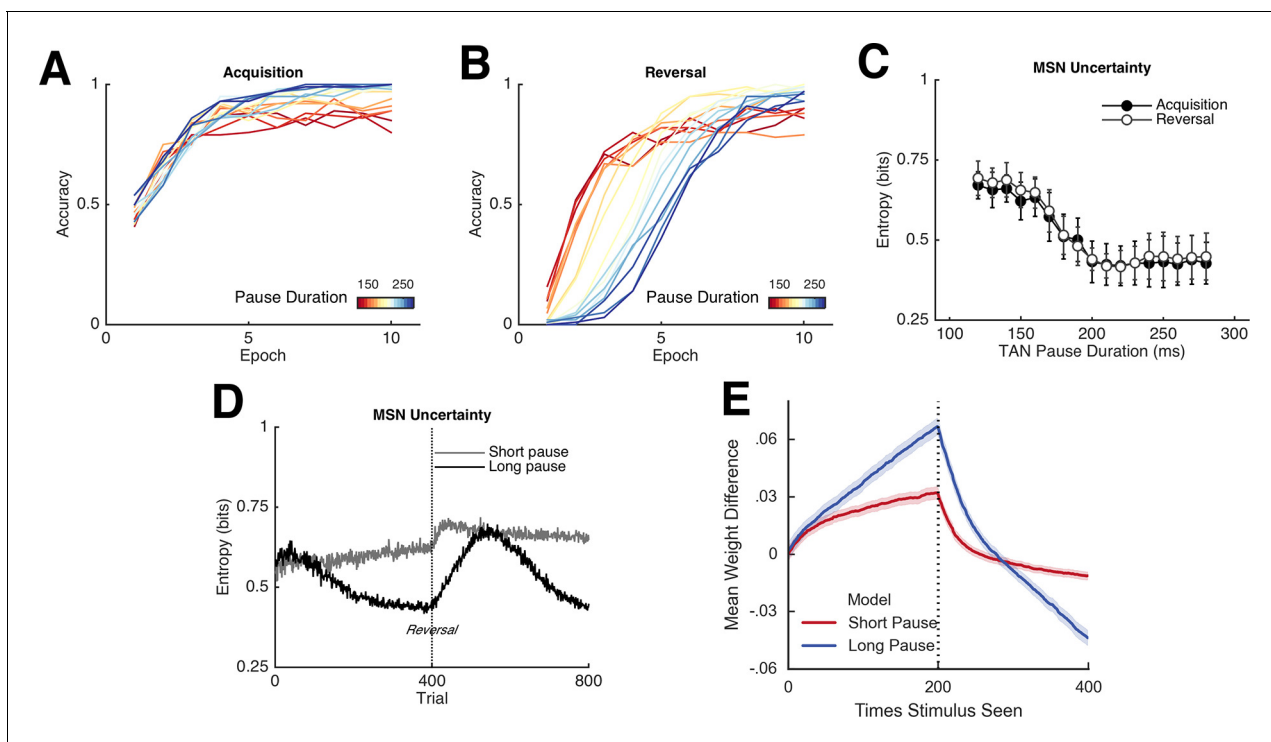 A
Acquisition
1
0.5
0
Accuracy
Pause Duration
150 250
5
10
Epoch
B
Reversal
1
0.5
0
Accuracy
Pause Duration
150 250
5
10
Epoch
C
MSN Uncertainty
Acquisition
Reversal
1
0.75
0.5
0.25
Entropy (bits)
100 150 200 250 300
TAN Pause Duration (ms)
D
MSN Uncertainty
Short pause
Long pause
1
0.75
0.5
0.25
Entropy (bits)
Reversal
0 400 800
Trial
E
.06
.03
0
-.03
-.06
Mean Weight Difference
Model
Short Pause
Long Pause
0 200 400
Times Stimulus Seen